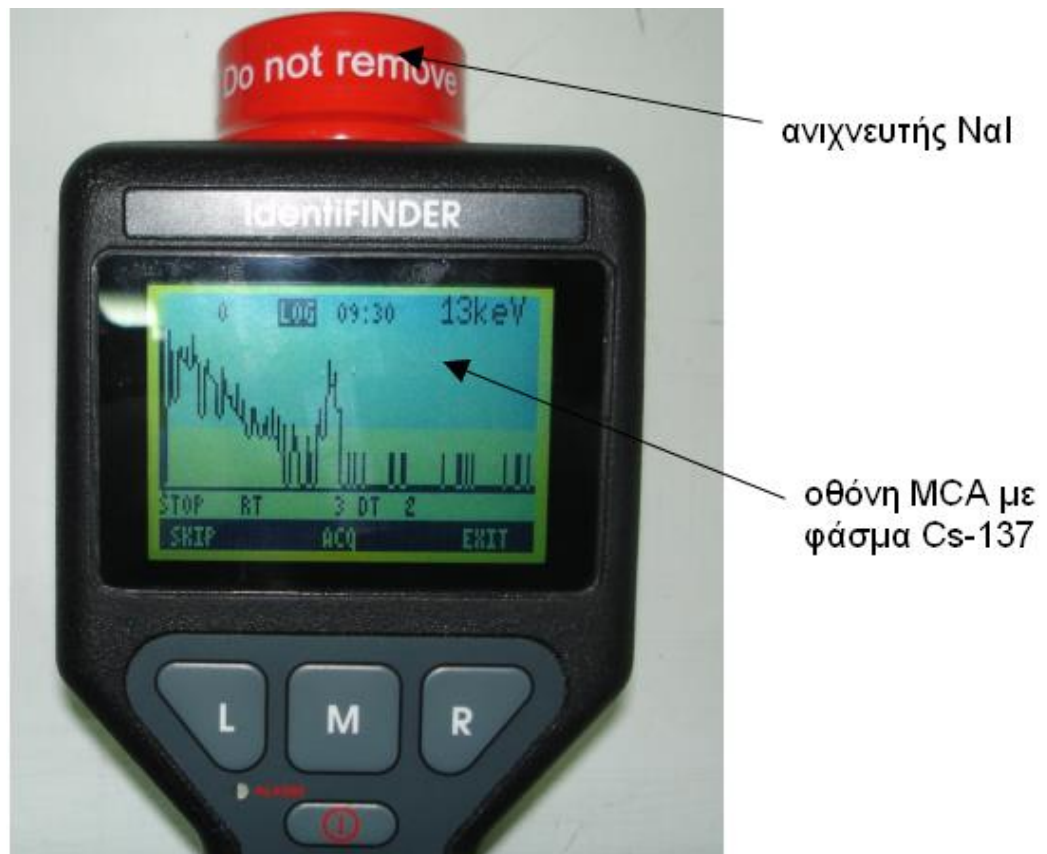 Do not remove
ανιχνευτής NaI
identiFINDER
0 LOG 09:30 13keV
οθόνη MCA με
φάσμα Cs-137
STOP RT 3 DT 2
SKIP ACQ EXIT
L M R
ALARM